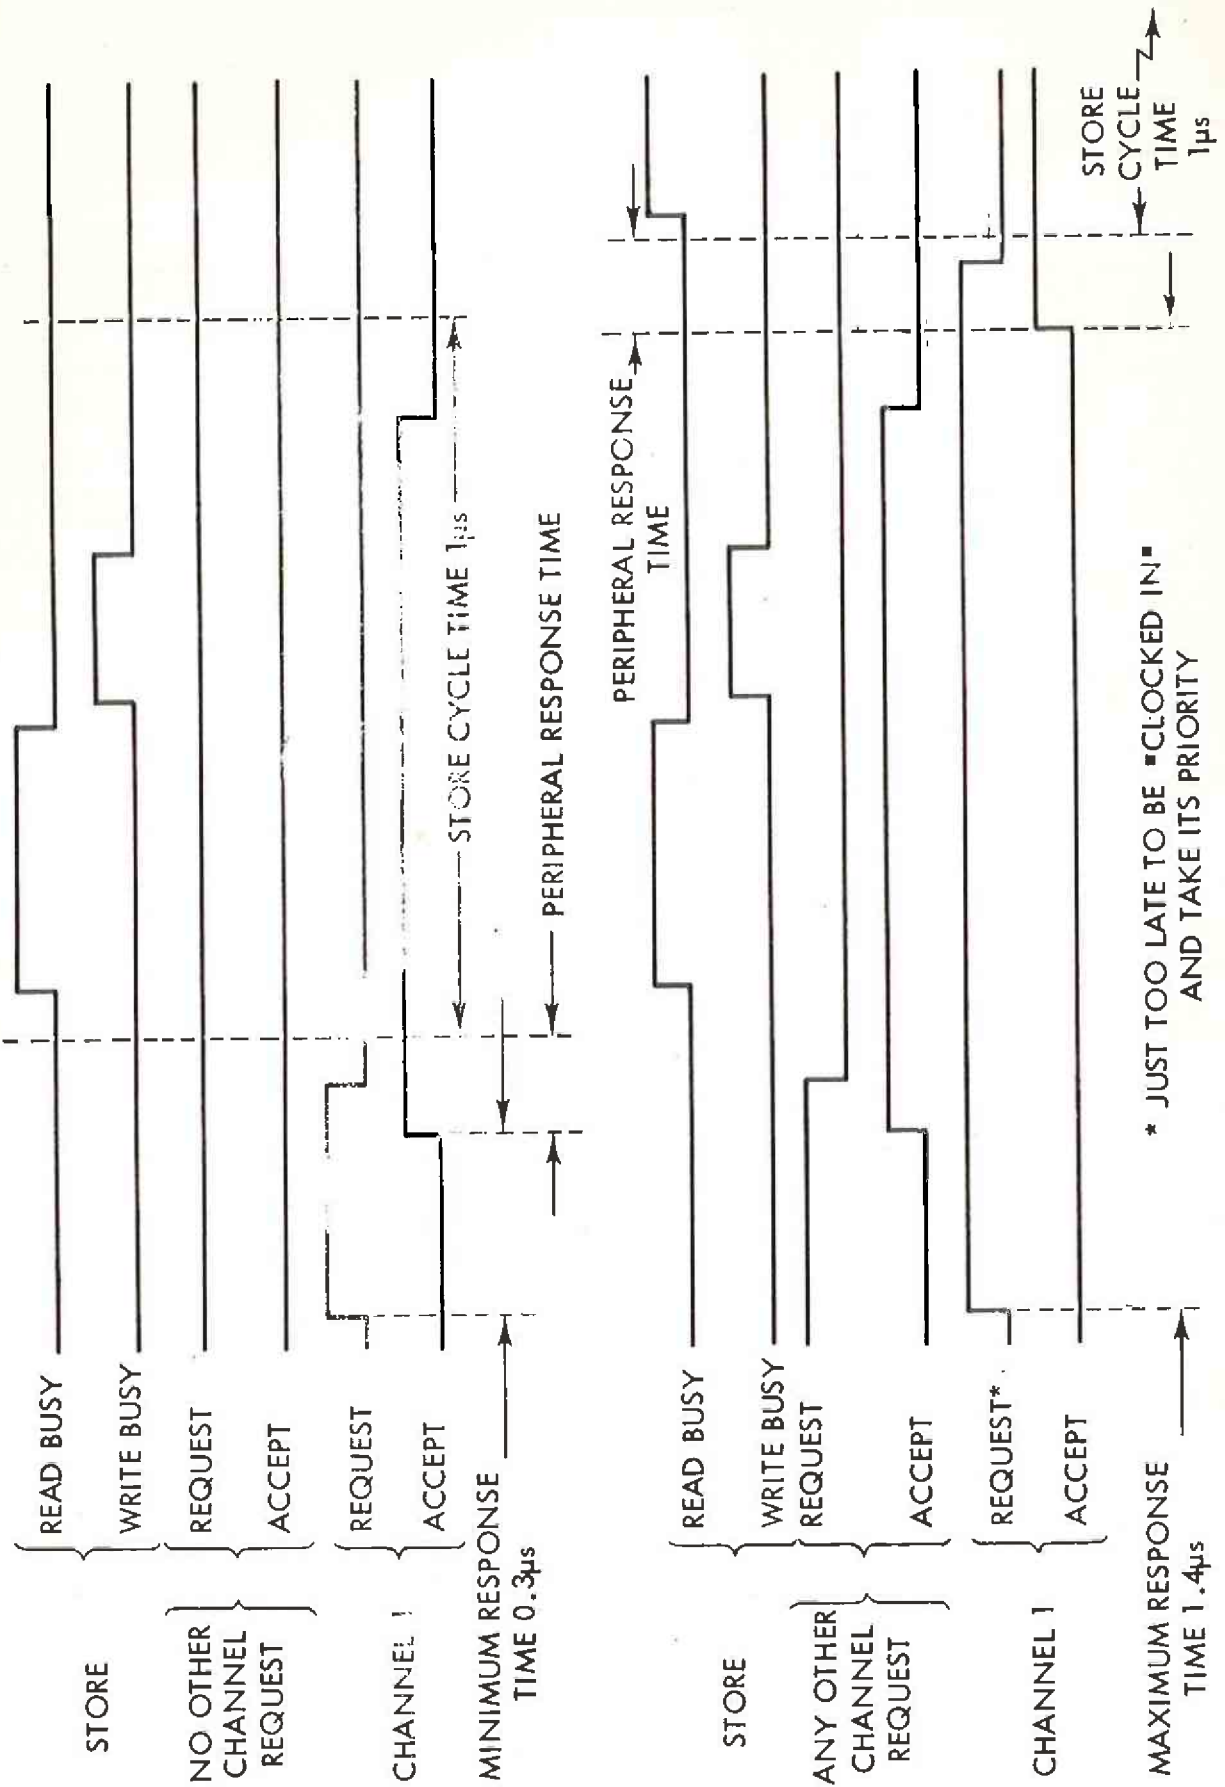 STORE
READ BUSY
WRITE BUSY
NO OTHER
CHANNEL
REQUEST
REQUEST
ACCEPT
CHANNEL 1
REQUEST
ACCEPT
MINIMUM RESPONSE
TIME 0.3µs
STORE CYCLE TIME 1µs
PERIPHERAL RESPONSE TIME
STORE
READ BUSY
WRITE BUSY
ANY OTHER
CHANNEL
REQUEST
REQUEST
ACCEPT
CHANNEL 1
REQUEST*
ACCEPT
MAXIMUM RESPONSE
TIME 1.4µs
PERIPHERAL RESPONSE
TIME
STORE
CYCLE
TIME
1µs
* JUST TOO LATE TO BE "CLOCKED IN"
AND TAKE ITS PRIORITY